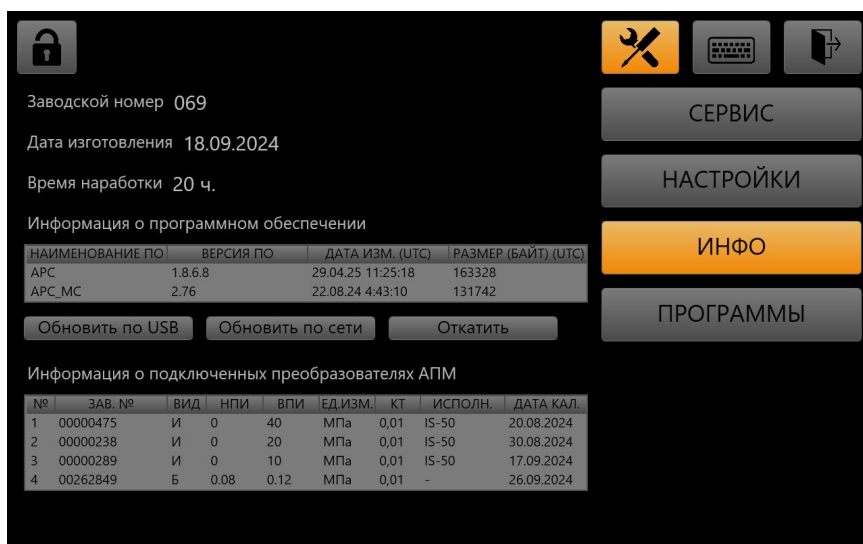 Заводской номер 069
СЕРВИС
Дата изготовления 18.09.2024
Время наработки 20 ч.
НАСТРОЙКИ
Информация о программном обеспечении
ИНФО
НАИМЕНОВАНИЕ ПО ВЕРСИЯ ПО ДАТА ИЗМ. (UTC) РАЗМЕР (БАЙТ) (UTC)
APC 1.8.6.8 29.04.25 11:25:18 163328
APC_MC 2.76 22.08.24 4:43:10 131742
ПРОГРАММЫ
Обновить по USB Обновить по сети Откатить
Информация о подключенных преобразователях АПМ
№ ЗАВ. № ВИД НПИ ВПИ ЕД.ИЗМ. КТ ИСПОЛН. ДАТА КАЛ.
1 00000475 И 0 40 МПа 0,01 IS-50 20.08.2024
2 00000238 И 0 20 МПа 0,01 IS-50 30.08.2024
3 00000289 И 0 10 МПа 0,01 IS-50 17.09.2024
4 00262849 Б 0.08 0.12 МПа 0,01 - 26.09.2024